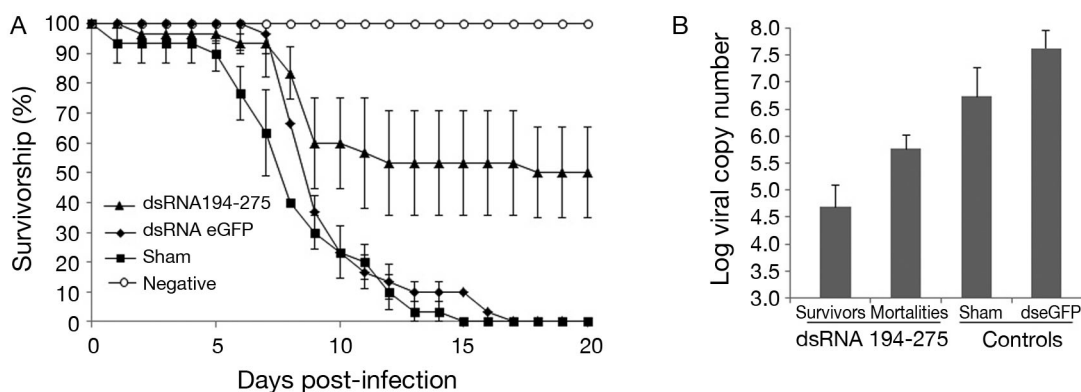 A
Survivorship (%)
100
90
80
70
60
50
40
30
20
10
0
dsRNA194-275
dsRNA eGFP
Sham
Negative
0 5 10 15 20
Days post-infection
B
Log viral copy number
8.0
7.5
7.0
6.5
6.0
5.5
5.0
4.5
4.0
3.5
3.0
Survivors Mortalities Sham dseGFP
dsRNA 194-275 Controls